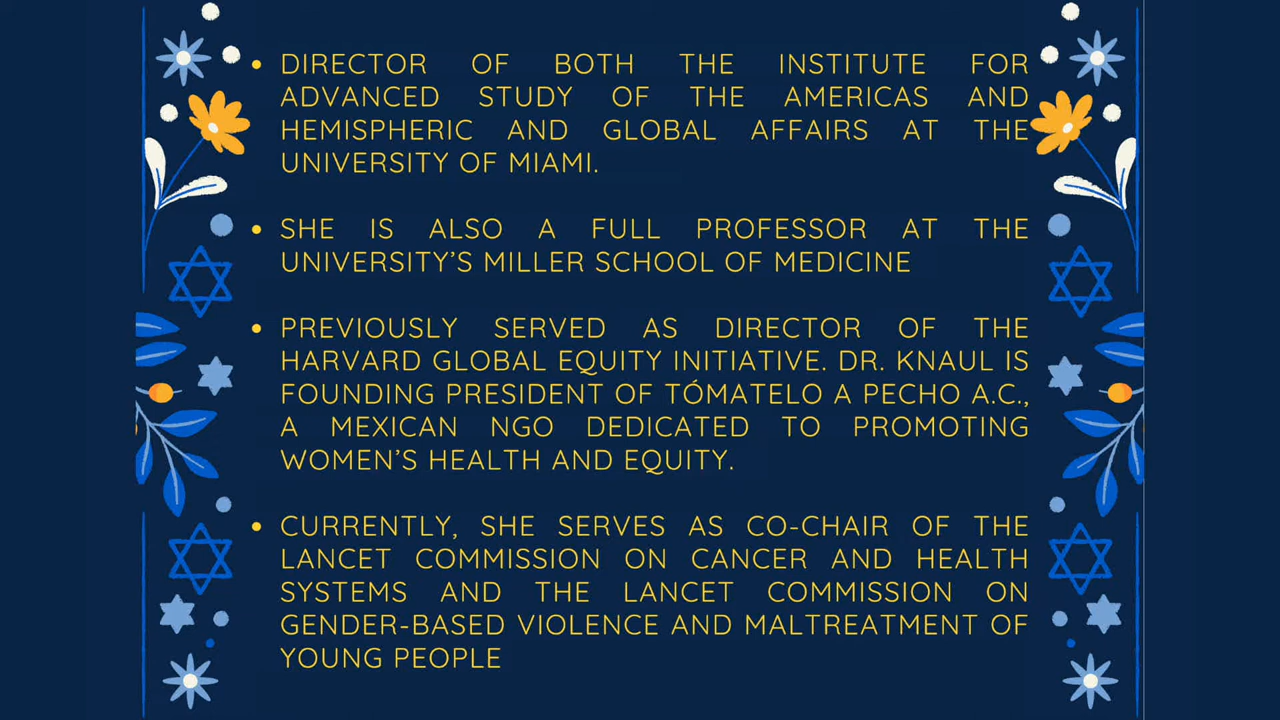 • DIRECTOR OF BOTH THE INSTITUTE FOR
ADVANCED STUDY OF THE AMERICAS AND
HEMISPHERIC AND GLOBAL AFFAIRS AT THE
UNIVERSITY OF MIAMI.
• SHE IS ALSO A FULL PROFESSOR AT THE
UNIVERSITY'S MILLER SCHOOL OF MEDICINE
• PREVIOUSLY SERVED AS DIRECTOR OF THE
HARVARD GLOBAL EQUITY INITIATIVE. DR. KNAUL IS
FOUNDING PRESIDENT OF TÓMATELO A PECHO A.C.,
A MEXICAN NGO DEDICATED TO PROMOTING
WOMEN'S HEALTH AND EQUITY.
• CURRENTLY, SHE SERVES AS CO-CHAIR OF THE
LANCET COMMISSION ON CANCER AND HEALTH
SYSTEMS AND THE LANCET COMMISSION ON
GENDER-BASED VIOLENCE AND MALTREATMENT OF
YOUNG PEOPLE